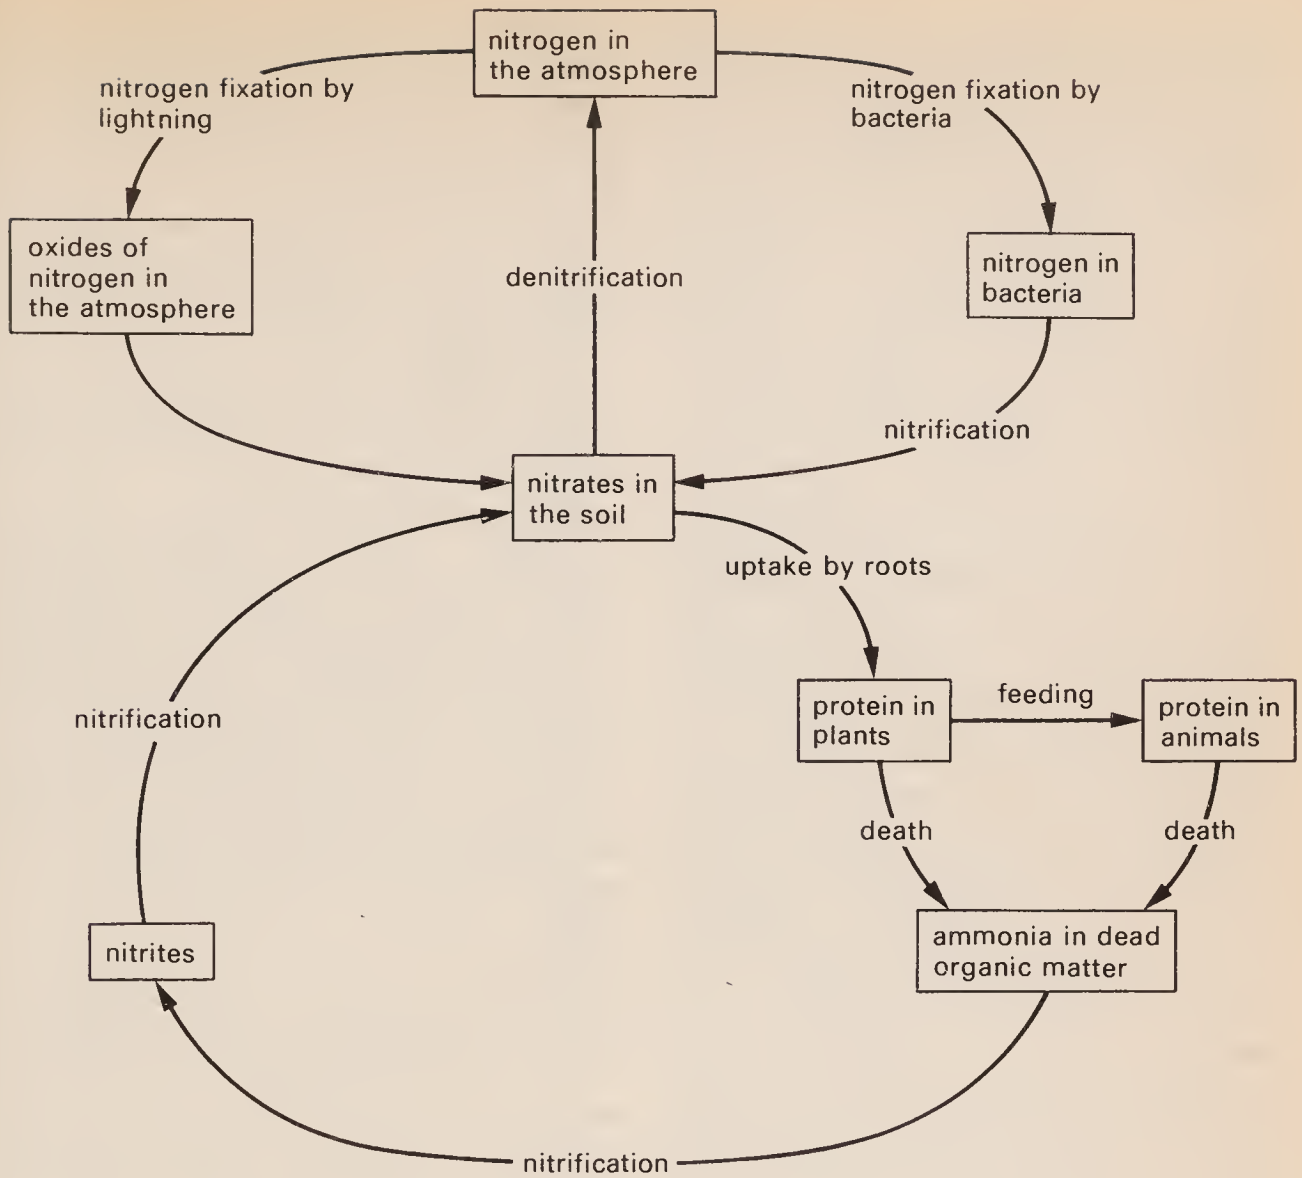 nitrogen in
the atmosphere
nitrogen fixation by
lightning
nitrogen fixation by
bacteria
oxides of
nitrogen in
the atmosphere
denitrification
nitrogen in
bacteria
nitrification
nitrates in
the soil
uptake by roots
nitrification
protein in
plants
feeding
protein in
animals
death
death
nitrites
ammonia in dead
organic matter
nitrification